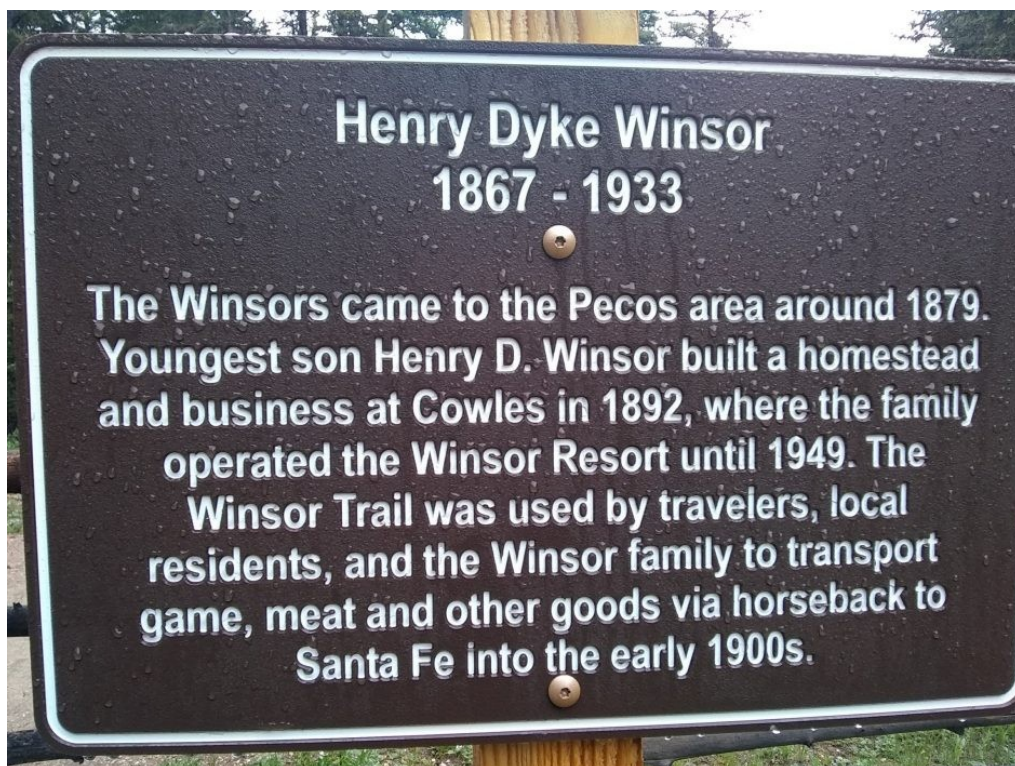 Henry Dyke Winsor
1867 - 1933
The Winsors came to the Pecos area around 1879.
Youngest son Henry D. Winsor built a homestead
and business at Cowles in 1892, where the family
operated the Winsor Resort until 1949. The
Winsor Trail was used by travelers, local
residents, and the Winsor family to transport
game, meat and other goods via horseback to
Santa Fe into the early 1900s.